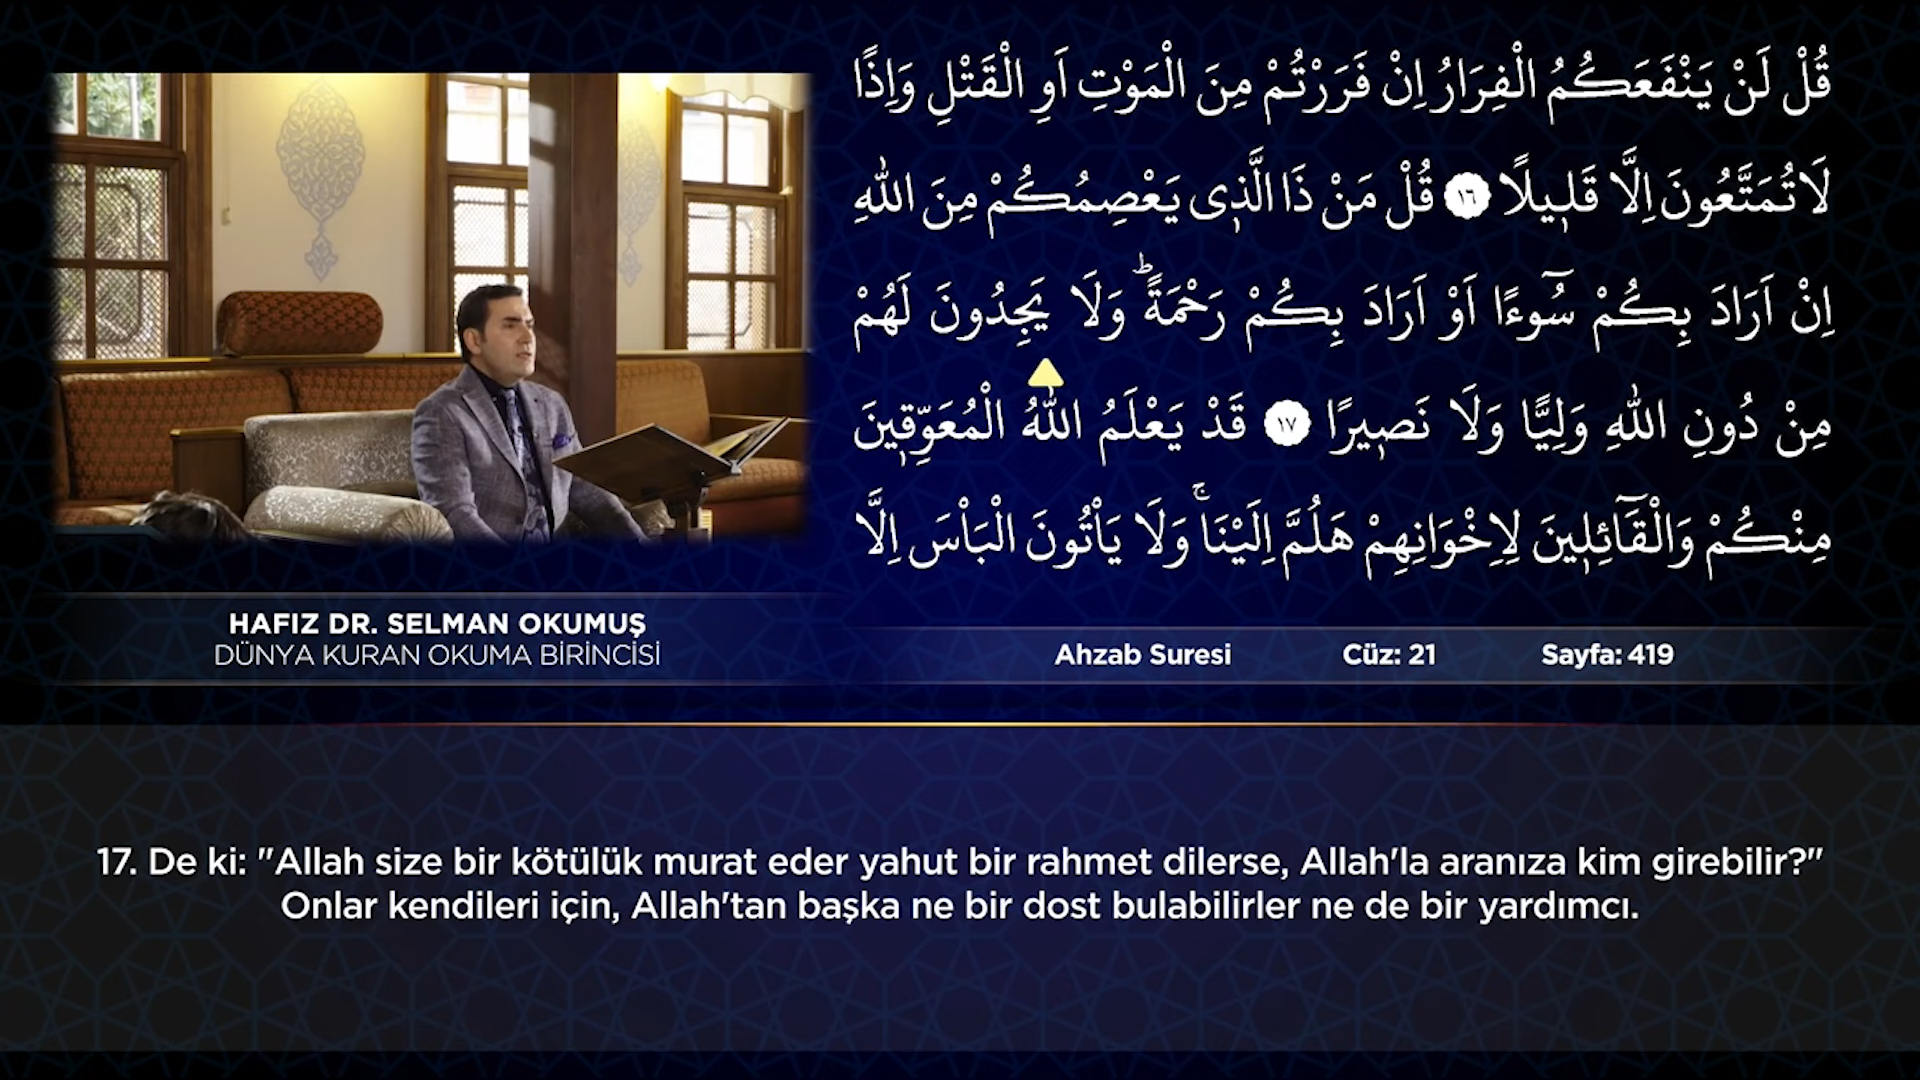 قُلْ لَنْ يَنْفَعَكُمُ الْفِرَارُ اِنْ فَرَرْتُمْ مِنَ الْمَوْتِ اَوِ الْقَتْلِ وَاِذًا
لَا تُمَتَّعُونَ اِلَّا قَلٖيلًا ﴿١٦﴾ قُلْ مَنْ ذَا الَّذٖى يَعْصِمُكُمْ مِنَ اللّٰهِ
اِنْ اَرَادَ بِكُمْ سُٓوءًا اَوْ اَرَادَ بِكُمْ رَحْمَةًؕ وَلَا يَجِدُونَ لَهُمْ
مِنْ دُونِ اللّٰهِ وَلِيًّا وَلَا نَصٖيرًا ﴿١٧﴾ قَدْ يَعْلَمُ اللّٰهُ الْمُعَوِّقٖينَ
مِنْكُمْ وَالْقَٓائِلٖينَ لِاِخْوَانِهِمْ هَلُمَّ اِلَيْنَاۚ وَلَا يَاْتُونَ الْبَاْسَ اِلَّا
HAFIZ DR. SELMAN OKUMUŞ
DÜNYA KURAN OKUMA BİRİNCİSİ
Ahzab Suresi Cüz: 21 Sayfa: 419
17. De ki: "Allah size bir kötülük murat eder yahut bir rahmet dilerse, Allah'la aranıza kim girebilir?"
Onlar kendileri için, Allah'tan başka ne bir dost bulabilirler ne de bir yardımcı.